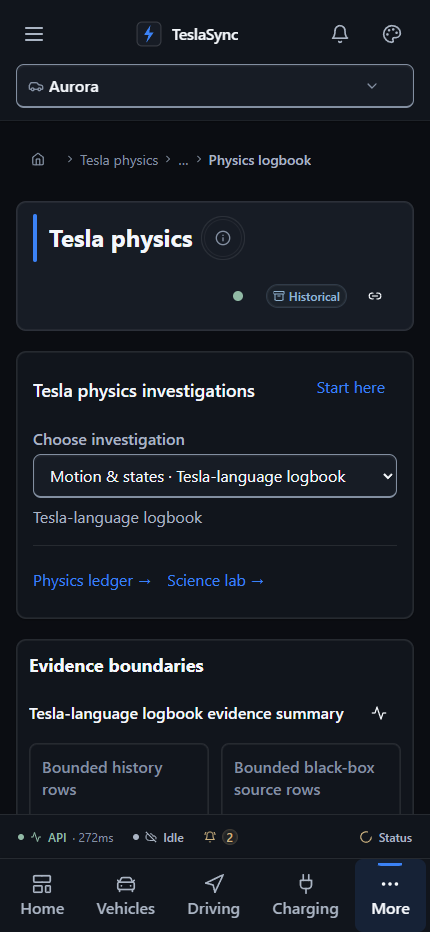 TeslaSync
Aurora
Tesla physics
...
Physics logbook
Tesla physics
Historical
Tesla physics investigations
Start here
Choose investigation
Motion & states · Tesla-language logbook
Tesla-language logbook
Physics ledger →
Science lab →
Evidence boundaries
Tesla-language logbook evidence summary
Bounded history
rows
Bounded black-box
source rows
API · 272ms
Idle
2
Status
Home
Vehicles
Driving
Charging
More